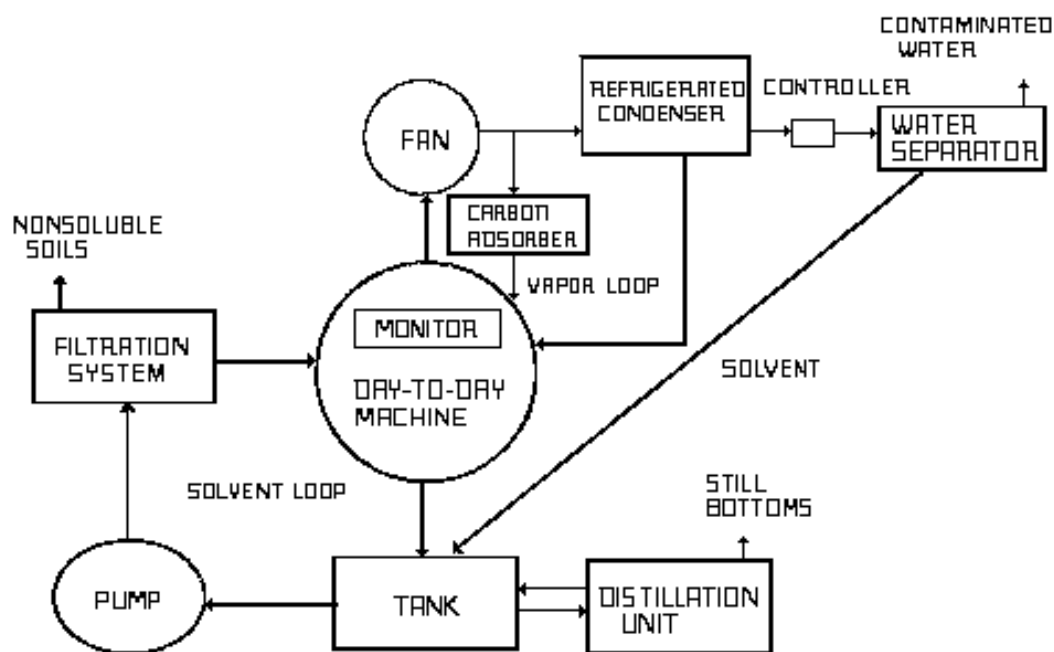 CONTAMINATED
WATER
REFRIGERATED
CONDENSER
CONTROLLER
WATER
SEPARATOR
FAN
CARBON
ADSORBER
NONSOLUBLE
SOILS
VAPOR LOOP
MONITOR
FILTRATION
SYSTEM
DAY-TO-DAY
MACHINE
SOLVENT
SOLVENT LOOP
STILL
BOTTOMS
PUMP
TANK
DISTILLATION
UNIT